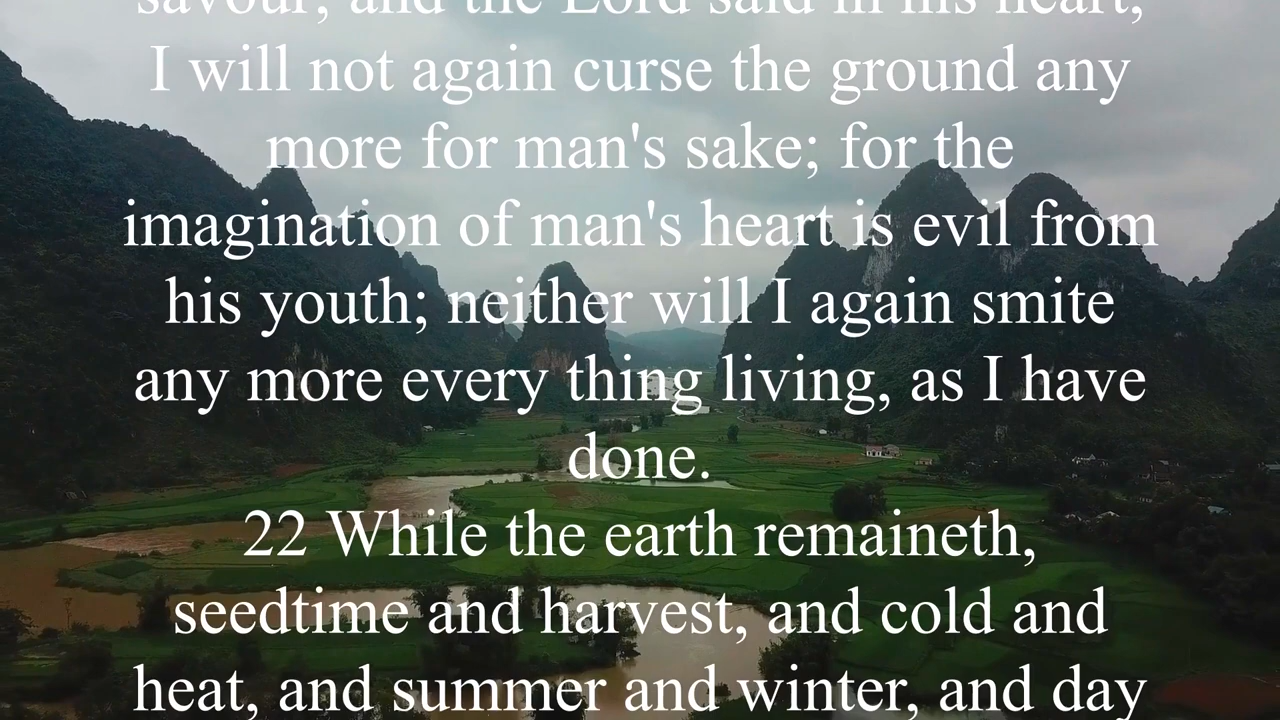 savour; and the Lord said in his heart,
I will not again curse the ground any
more for man's sake; for the
imagination of man's heart is evil from
his youth; neither will I again smite
any more every thing living, as I have
done.
22 While the earth remaineth,
seedtime and harvest, and cold and
heat, and summer and winter, and day